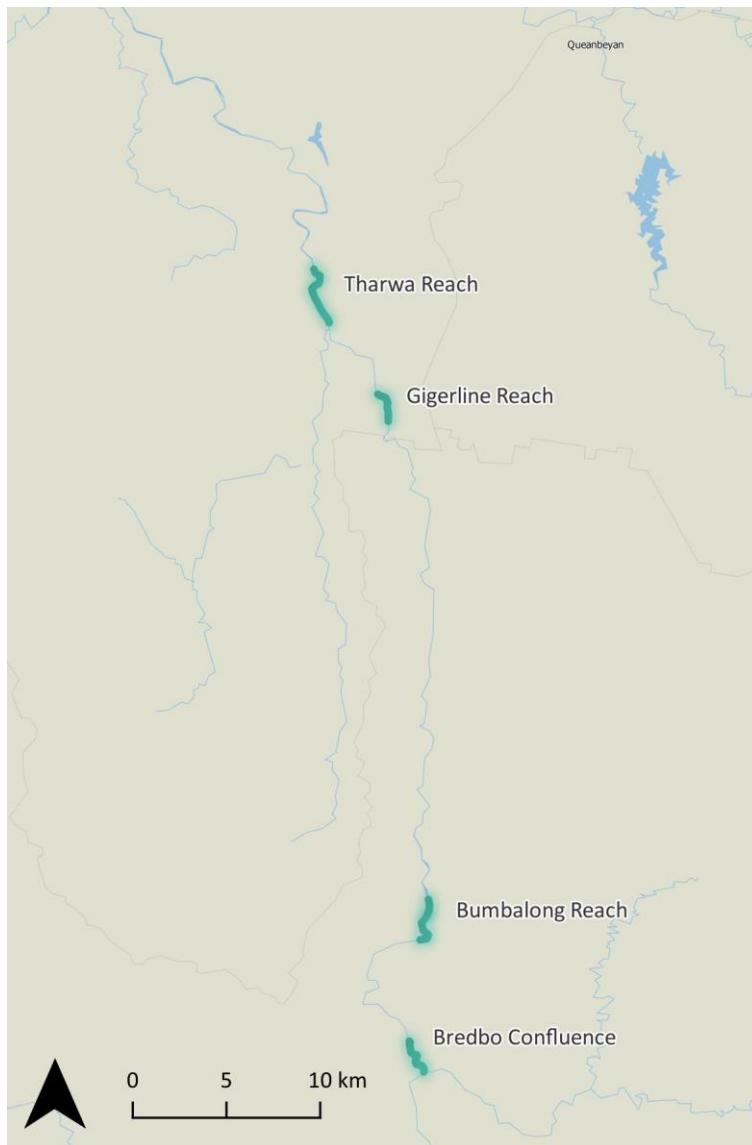 Queanbeyan
Tharwa Reach
Gigerline Reach
Bumbalong Reach
Bredbo Confluence
0 5 10 km